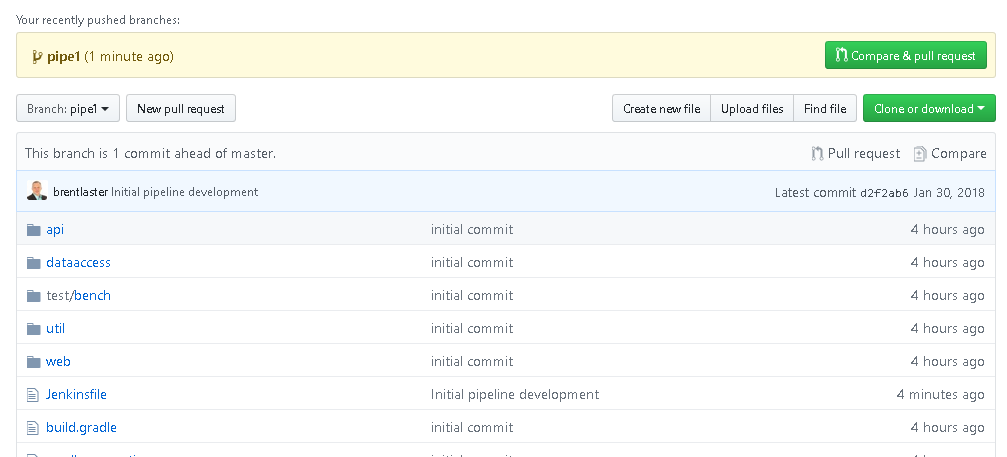 Your recently pushed branches:
pipe1 (1 minute ago) Compare & pull request
Branch: pipe1 New pull request Create new file Upload files Find file Clone or download
This branch is 1 commit ahead of master. Pull request Compare
brentlaster Initial pipeline development Latest commit d2f2ab6 Jan 30, 2018
api initial commit 4 hours ago
dataaccess initial commit 4 hours ago
test/bench initial commit 4 hours ago
util initial commit 4 hours ago
web initial commit 4 hours ago
Jenkinsfile Initial pipeline development 4 minutes ago
build.gradle initial commit 4 hours ago